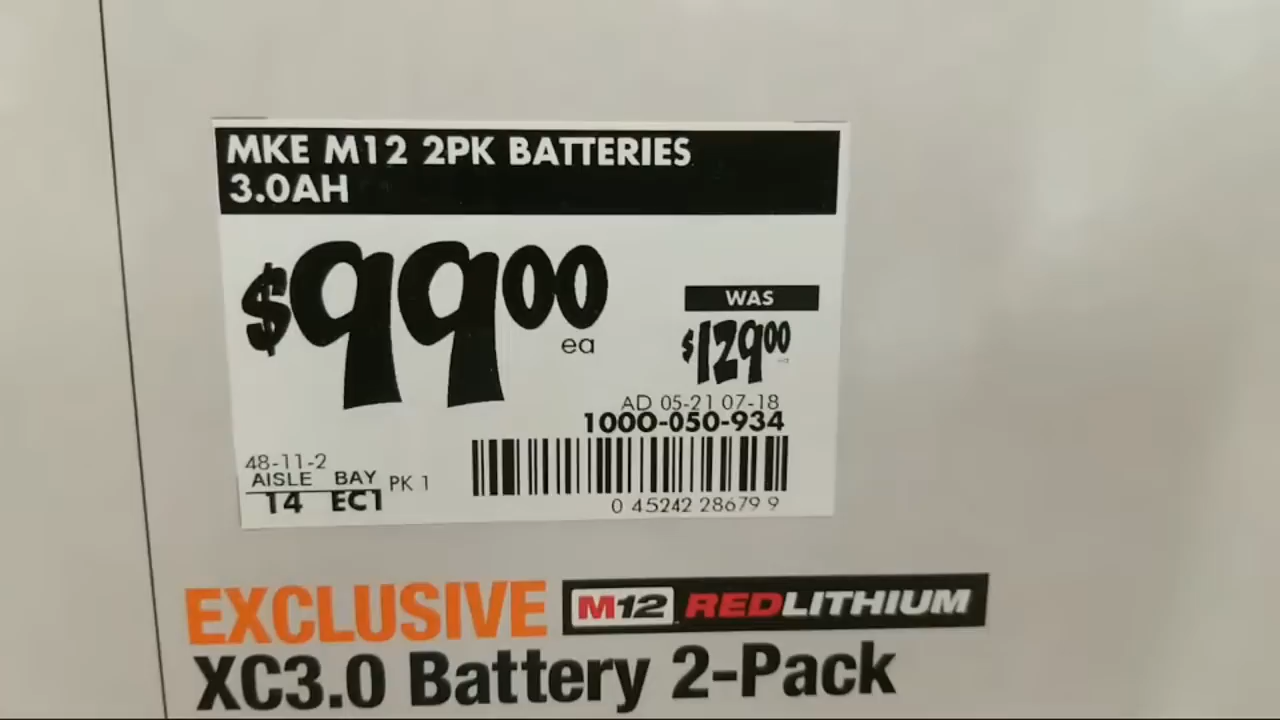 MKE M12 2PK BATTERIES
3.0AH
$99.00
ea
WAS
$129.00
AD 05-21 07-18
1000-050-934
48-11-2
AISLE BAY PK 1
14 EC1
0 45242 28679 9
EXCLUSIVE M12 REDLITHIUM
XC3.0 Battery 2-Pack